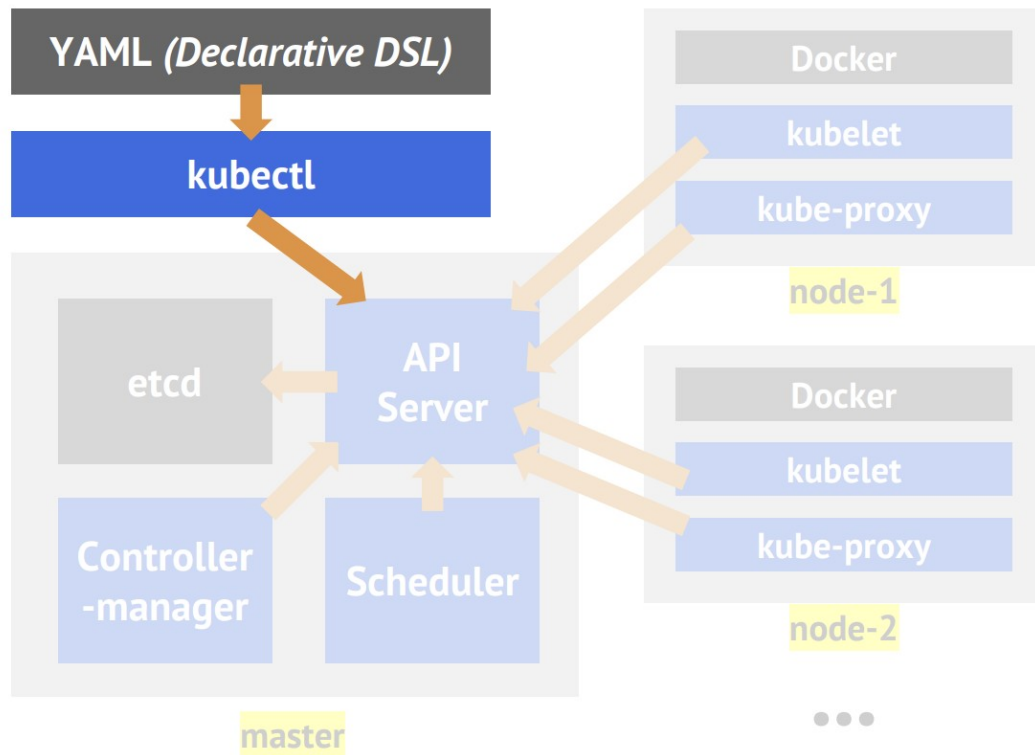 YAML (Declarative DSL)
kubectl
etcd
API
Server
Controller
-manager
Scheduler
master
Docker
kubelet
kube-proxy
node-1
Docker
kubelet
kube-proxy
node-2
•••